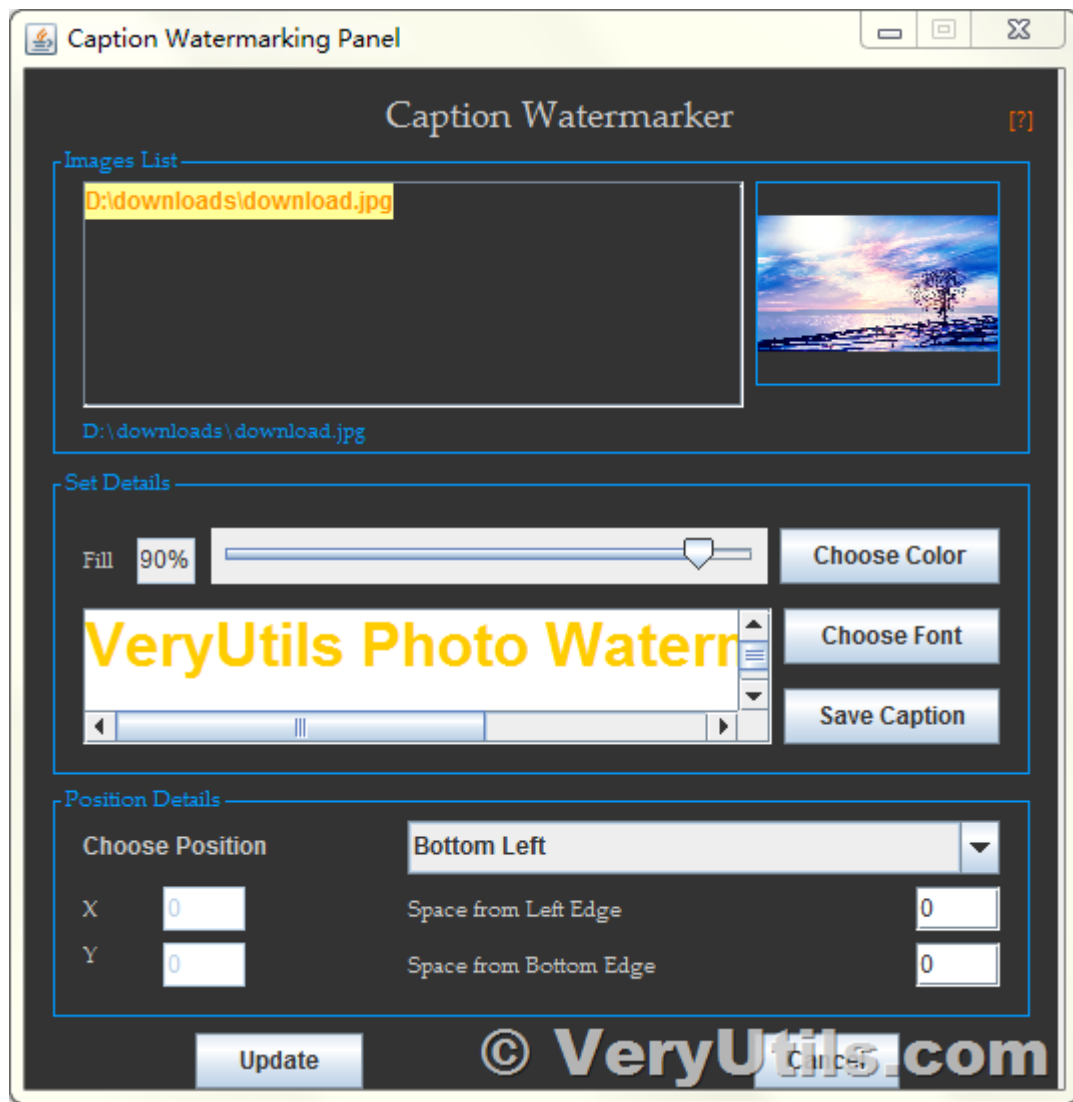 Caption Watermarking Panel
Caption Watermarker
[?]
Images List
D:\downloads\download.jpg
D:\downloads\download.jpg
Set Details
Fill
90%
Choose Color
VeryUtils Photo
Choose Font
Save Caption
Position Details
Choose Position
Bottom Left
X
0
Space from Left Edge
0
Y
0
Space from Bottom Edge
0
Update
Cancel
© VeryUtils.com